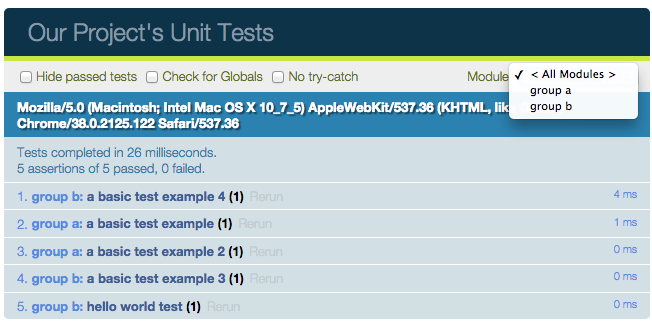 Our Project's Unit Tests
Hide passed tests Check for Globals No try-catch Module
✓ < All Modules >
group a
group b
Mozilla/5.0 (Macintosh; Intel Mac OS X 10_7_5) AppleWebKit/537.36 (KHTML,
Chrome/38.0.2125.122 Safari/537.36
Tests completed in 26 milliseconds.
5 assertions of 5 passed, 0 failed.
1. group b: a basic test example 4 (1) Rerun 4 ms
2. group a: a basic test example (1) Rerun 1 ms
3. group a: a basic test example 2 (1) Rerun 0 ms
4. group b: a basic test example 3 (1) Rerun 0 ms
5. group b: hello world test (1) Rerun 0 ms